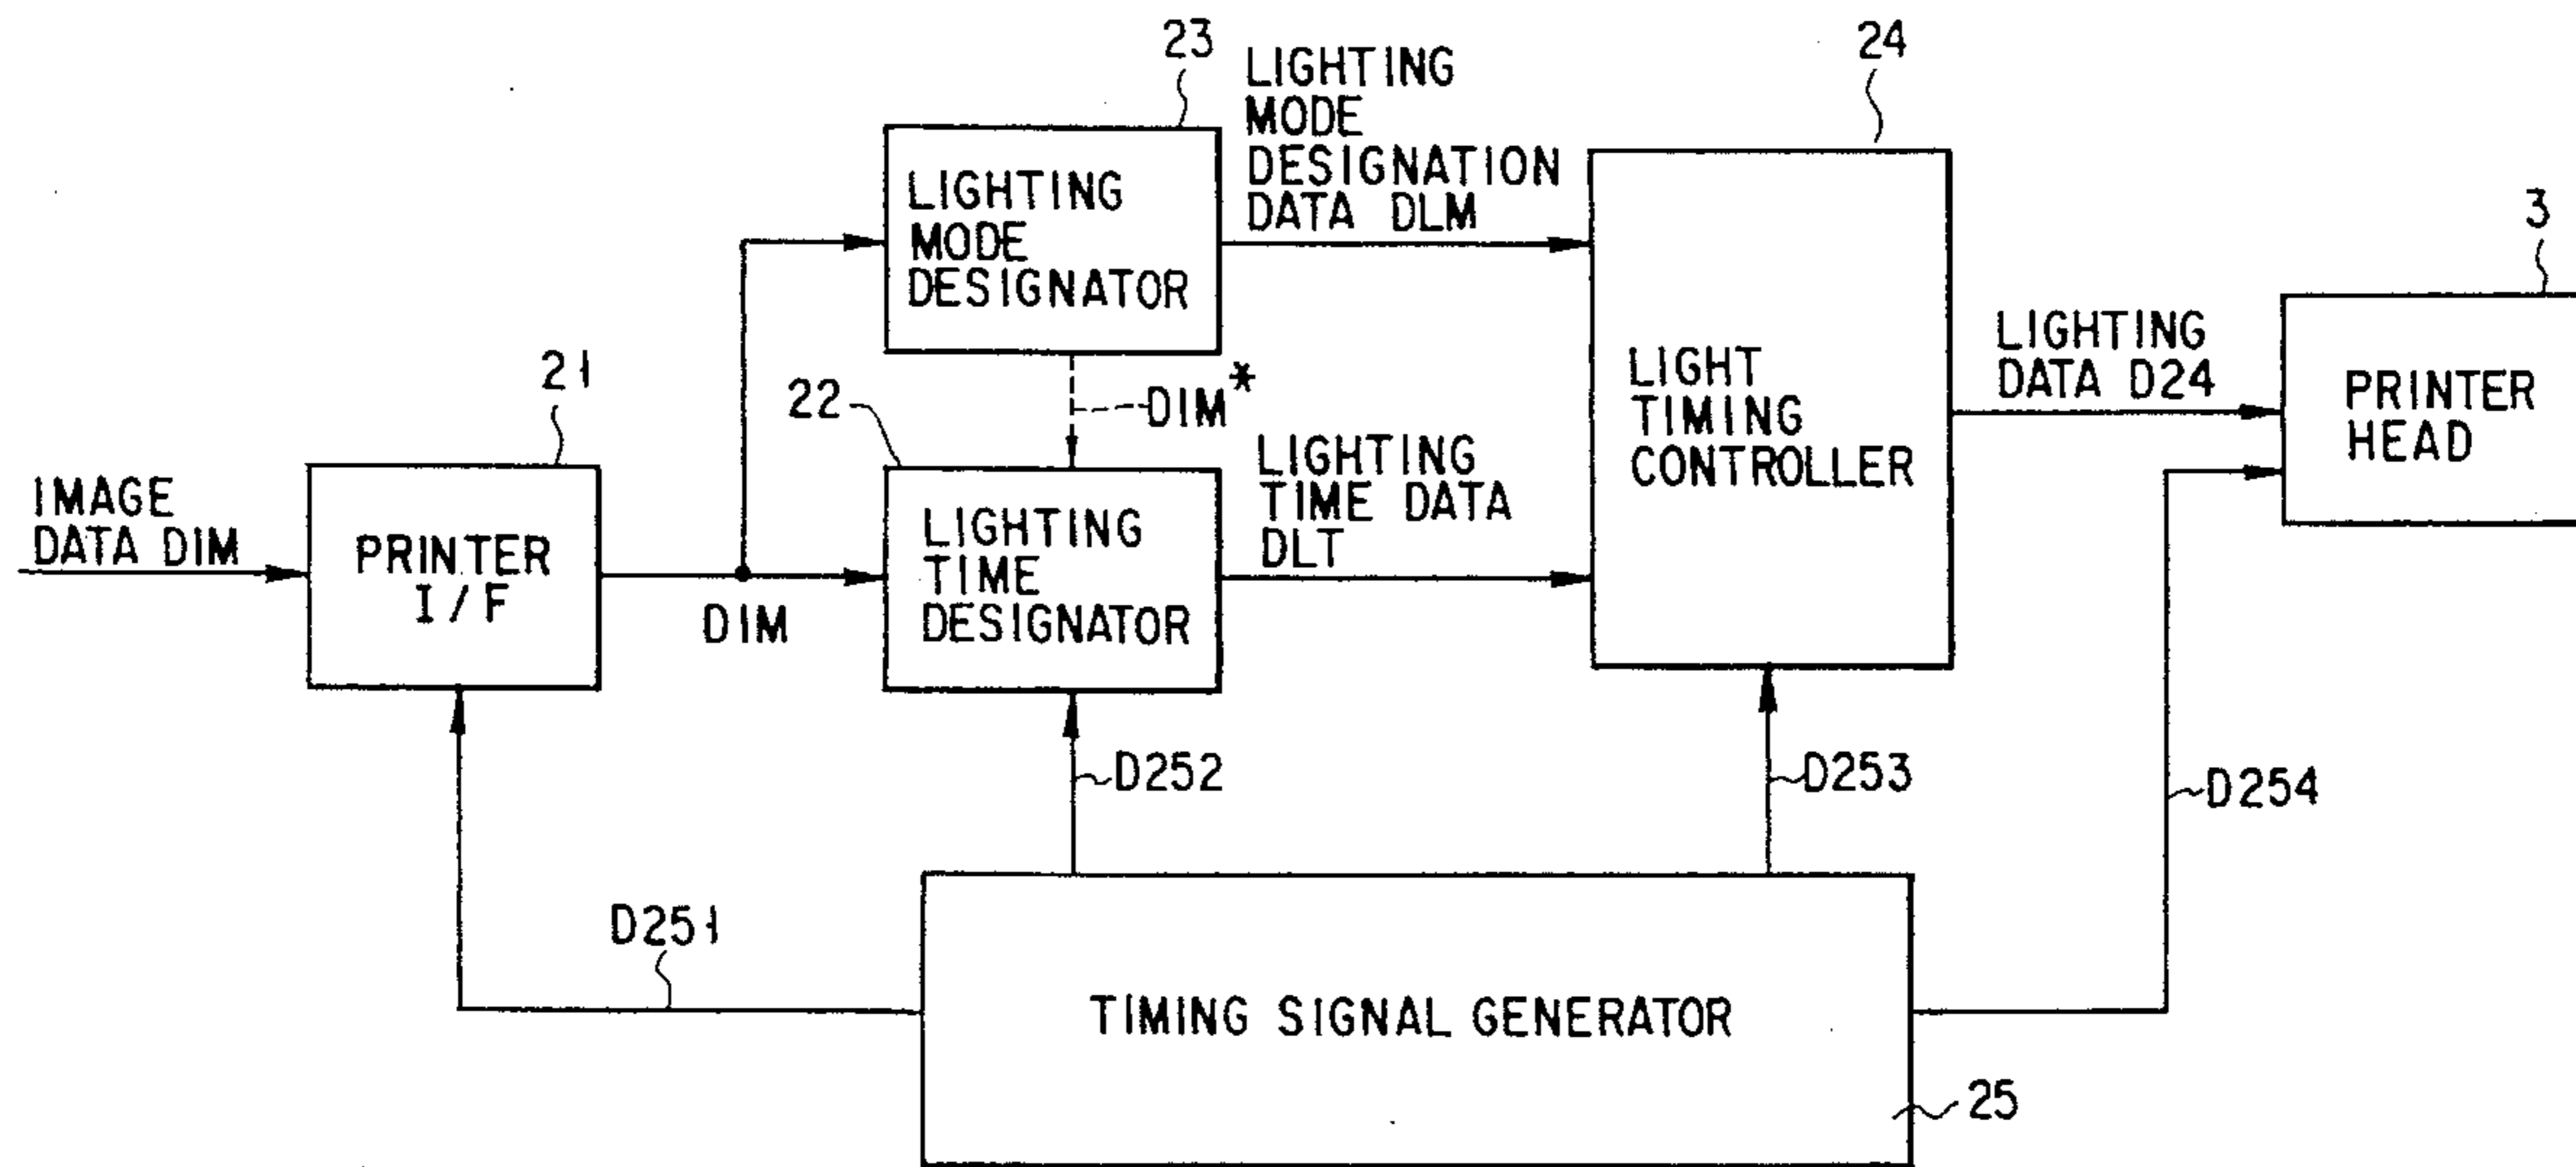 23
LIGHTING
MODE
DESIGNATION
DATA DLM
24
LIGHTING
MODE
DESIGNATOR
3
21
22
DIM*
LIGHT
TIMING
CONTROLLER
LIGHTING
DATA D24
PRINTER
HEAD
IMAGE
DATA DIM
PRINTER
I/F
DIM
LIGHTING
TIME
DESIGNATOR
LIGHTING
TIME DATA
DLT
D252
D253
D254
D251
TIMING SIGNAL GENERATOR
25